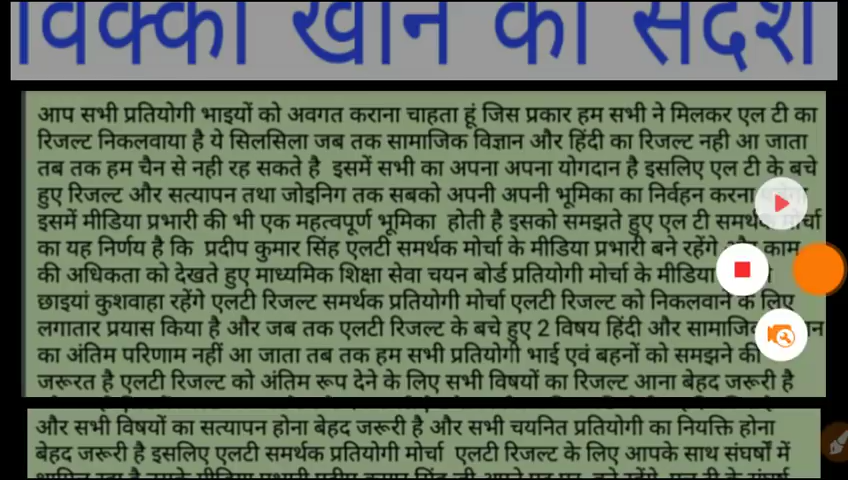 विक्की खान का संदेश
आप सभी प्रतियोगी भाइयों को अवगत कराना चाहता हूं जिस प्रकार हम सभी ने मिलकर एल टी का
रिजल्ट निकलवाया है ये सिलसिला जब तक सामाजिक विज्ञान और हिंदी का रिजल्ट नही आ जाता
तब तक हम चैन से नही रह सकते है इसमें सभी का अपना अपना योगदान है इसलिए एल टी के बचे
हुए रिजल्ट और सत्यापन तथा जोइनिग तक सबको अपनी अपनी भूमिका का निर्वहन करना
इसमें मीडिया प्रभारी की भी एक महत्वपूर्ण भूमिका होती है इसको समझते हुए एल टी समर्थक मोर्चा
का यह निर्णय है कि प्रदीप कुमार सिंह एलटी समर्थक मोर्चा के मीडिया प्रभारी बने रहेंगे और काम
की अधिकता को देखते हुए माध्यमिक शिक्षा सेवा चयन बोर्ड प्रतियोगी मोर्चा के मीडिया
छाइयां कुशवाहा रहेंगे एलटी रिजल्ट समर्थक प्रतियोगी मोर्चा एलटी रिजल्ट को निकलवाने के लिए
लगातार प्रयास किया है और जब तक एलटी रिजल्ट के बचे हुए 2 विषय हिंदी और सामाजिक
का अंतिम परिणाम नहीं आ जाता तब तक हम सभी प्रतियोगी भाई एवं बहनों को समझने की
जरूरत है एलटी रिजल्ट को अंतिम रूप देने के लिए सभी विषयों का रिजल्ट आना बेहद जरूरी है
और सभी विषयों का सत्यापन होना बेहद जरूरी है और सभी चयनित प्रतियोगी का नियक्ति होना
बेहद जरूरी है इसलिए एलटी समर्थक प्रतियोगी मोर्चा एलटी रिजल्ट के लिए आपके साथ संघर्षों में